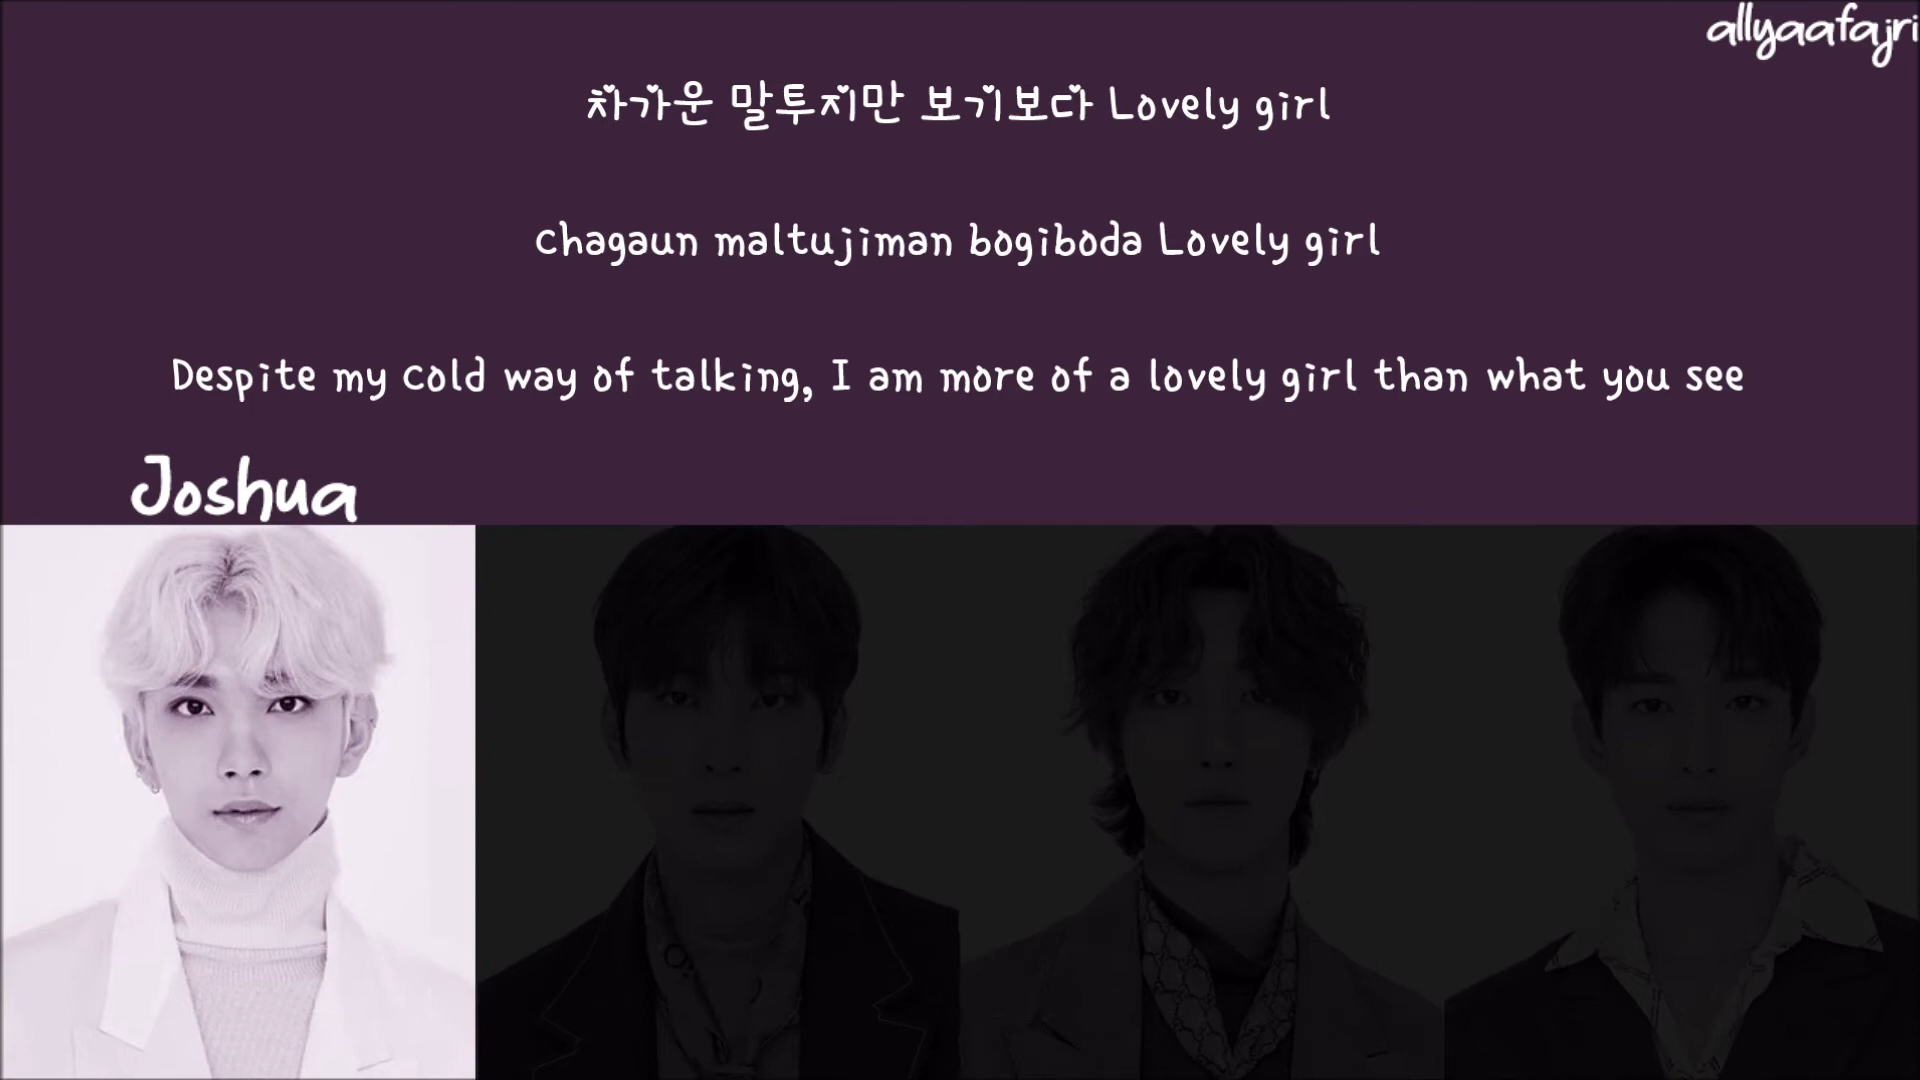 allyaafajri
차가운 말투지만 보기보다 Lovely girl
chagaun maltujiman bogiboda Lovely girl
Despite my cold way of talking, I am more of a lovely girl than what you see
Joshua